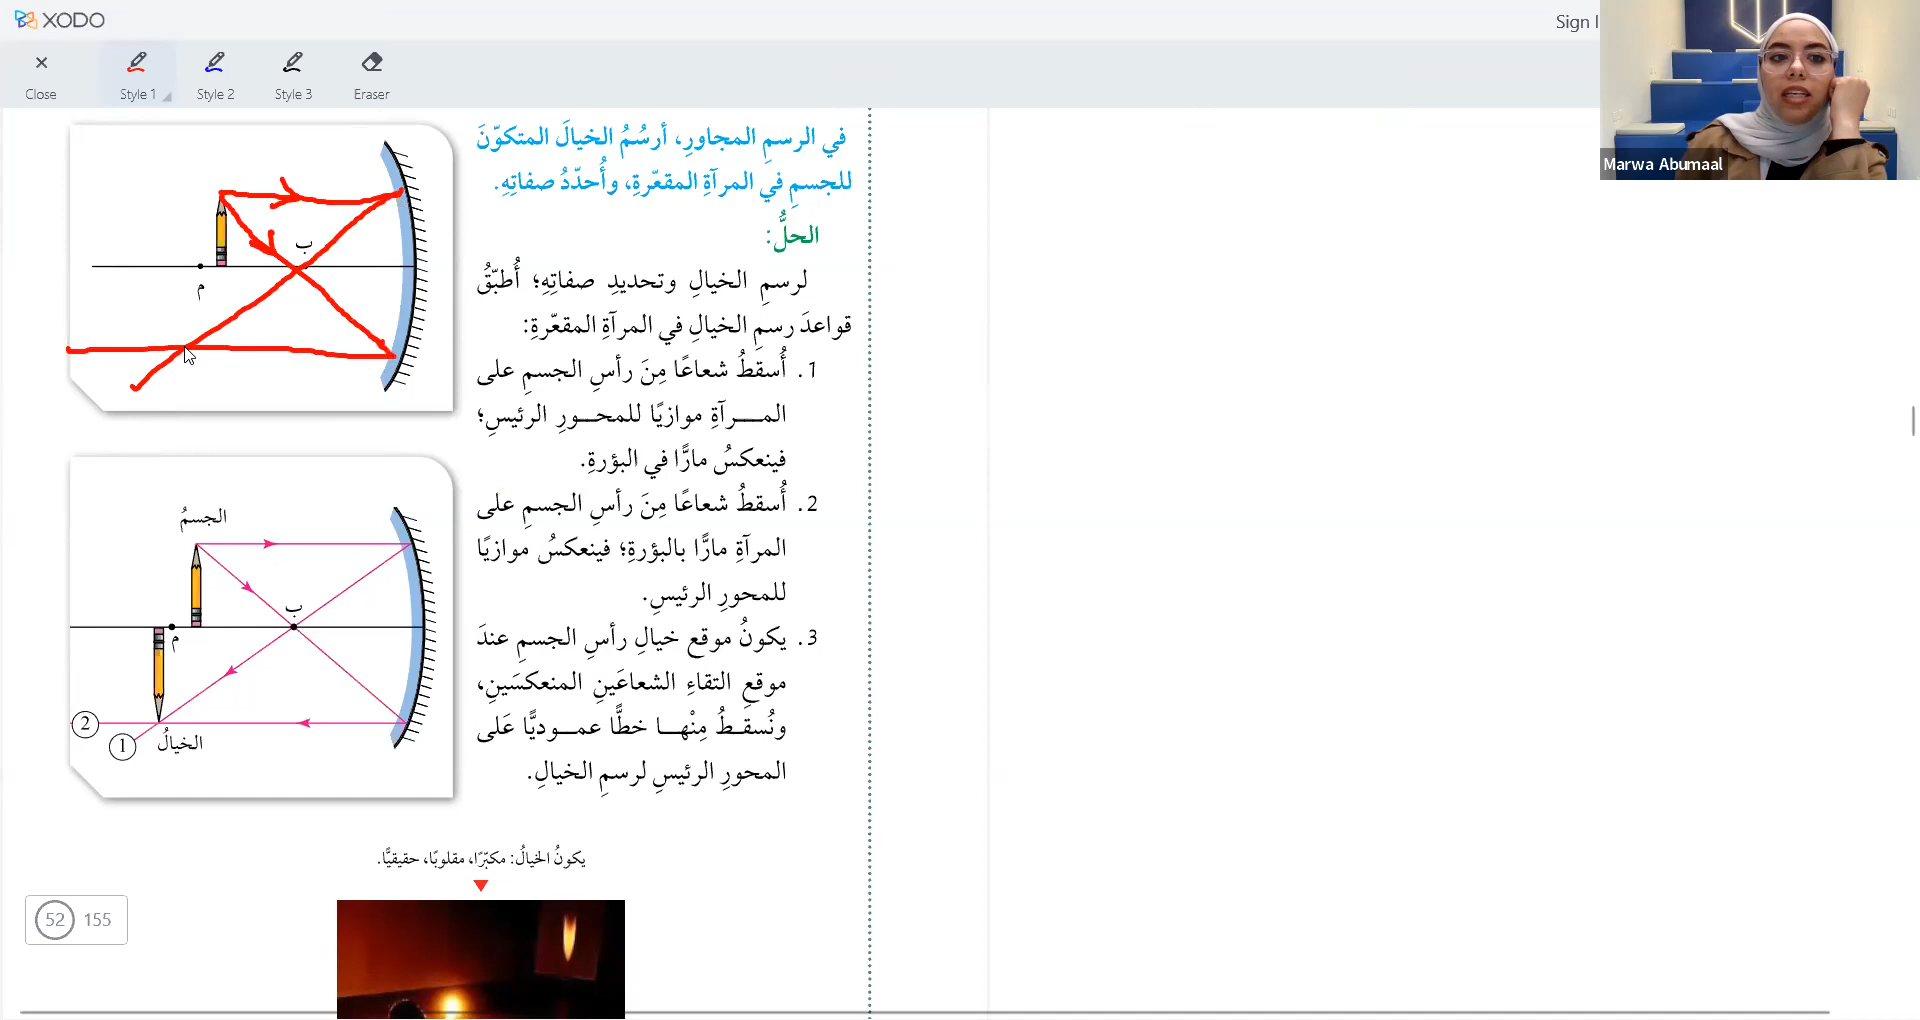 XODO
Sign I
Close
Style 1
Style 2
Style 3
Eraser
Marwa Abumaal
في الرسمِ المجاورِ، أرسُمُ الخيالَ المتكوّنَ
للجسمِ في المرآةِ المقعّرةِ، وأُحدّدُ صفاتِهِ.
الحلُّ:
لرسمِ الخيالِ وتحديدِ صفاتِهِ؛ أُطبّقُ
قواعدَ رسمِ الخيالِ في المرآةِ المقعّرةِ:
1. أُسقطُ شعاعًا مِنَ رأسِ الجسمِ على
المــرآةِ موازيًا للمحــورِ الرئيسِ؛
فينعكسُ مارًّا في البؤرةِ.
2. أُسقطُ شعاعًا مِنَ رأسِ الجسمِ على
المرآةِ مارًّا بالبؤرةِ؛ فينعكسُ موازيًا
للمحورِ الرئيسِ.
3. يكونُ موقع خيالِ رأسِ الجسمِ عندَ
موقعِ التقاءِ الشعاعَينِ المنعكسَينِ،
ونُسقــطُ مِنْهــا خطًّا عمــوديًّا عَلى
المحورِ الرئيسِ لرسمِ الخيالِ.
ب
م
الجسمُ
ب
م
2
1
الخيالُ
يكونُ الخيالُ: مكبّرًا، مقلوبًا، حقيقيًّا.
52 155